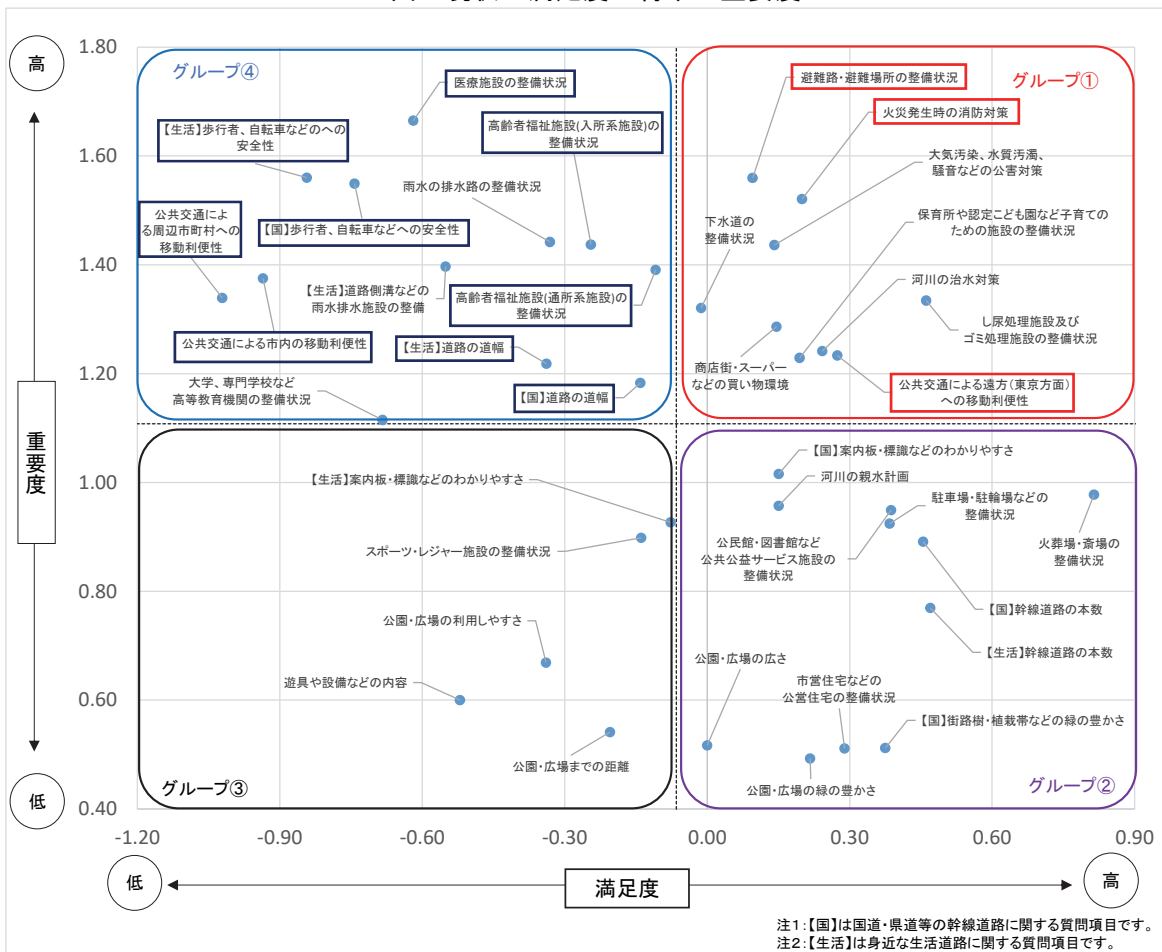 高
1.80
1.60
1.40
1.20
1.00
0.80
0.60
0.40
重要度
低
グループ④
医療施設の整備状況
【生活】歩行者、自転車などのへの
安全性
高齢者福祉施設(入所系施設)の
整備状況
雨水の排水路の整備状況
公共交通によ
る周辺市町村への
移動利便性
【国】歩行者、自転車などへの安全性
【生活】道路側溝などの
雨水排水施設の整備
高齢者福祉施設(通所系施設)の
整備状況
公共交通による市内の移動利便性
【生活】道路の道幅
大学、専門学校など
高等教育機関の整備状況
【国】道路の道幅
グループ①
避難路・避難場所の整備状況
火災発生時の消防対策
大気汚染、水質汚濁、
騒音などの公害対策
下水道の
整備状況
保育所や認定こども園など子育ての
ための施設の整備状況
河川の治水対策
し尿処理施設及び
ゴミ処理施設の整備状況
商店街・スーパー
などの買い物環境
公共交通による遠方(東京方面)
への移動利便性
【生活】案内板・標識などのわかりやすさ
スポーツ・レジャー施設の整備状況
公園・広場の利用しやすさ
遊具や設備などの内容
公園・広場までの距離
グループ③
【国】案内板・標識などのわかりやすさ
河川の親水計画
駐車場・駐輪場などの
整備状況
公民館・図書館など
公共公益サービス施設の
整備状況
火葬場・斎場の
整備状況
【国】幹線道路の本数
【生活】幹線道路の本数
公園・広場の広さ
市営住宅などの
公営住宅の整備状況
【国】街路樹・植栽帯などの緑の豊かさ
公園・広場の緑の豊かさ
グループ②
-1.20
-0.90
-0.60
-0.30
0.00
0.30
0.60
0.90
低
満足度
高
注1:【国】は国道・県道等の幹線道路に関する質問項目です。
注2:【生活】は身近な生活道路に関する質問項目です。